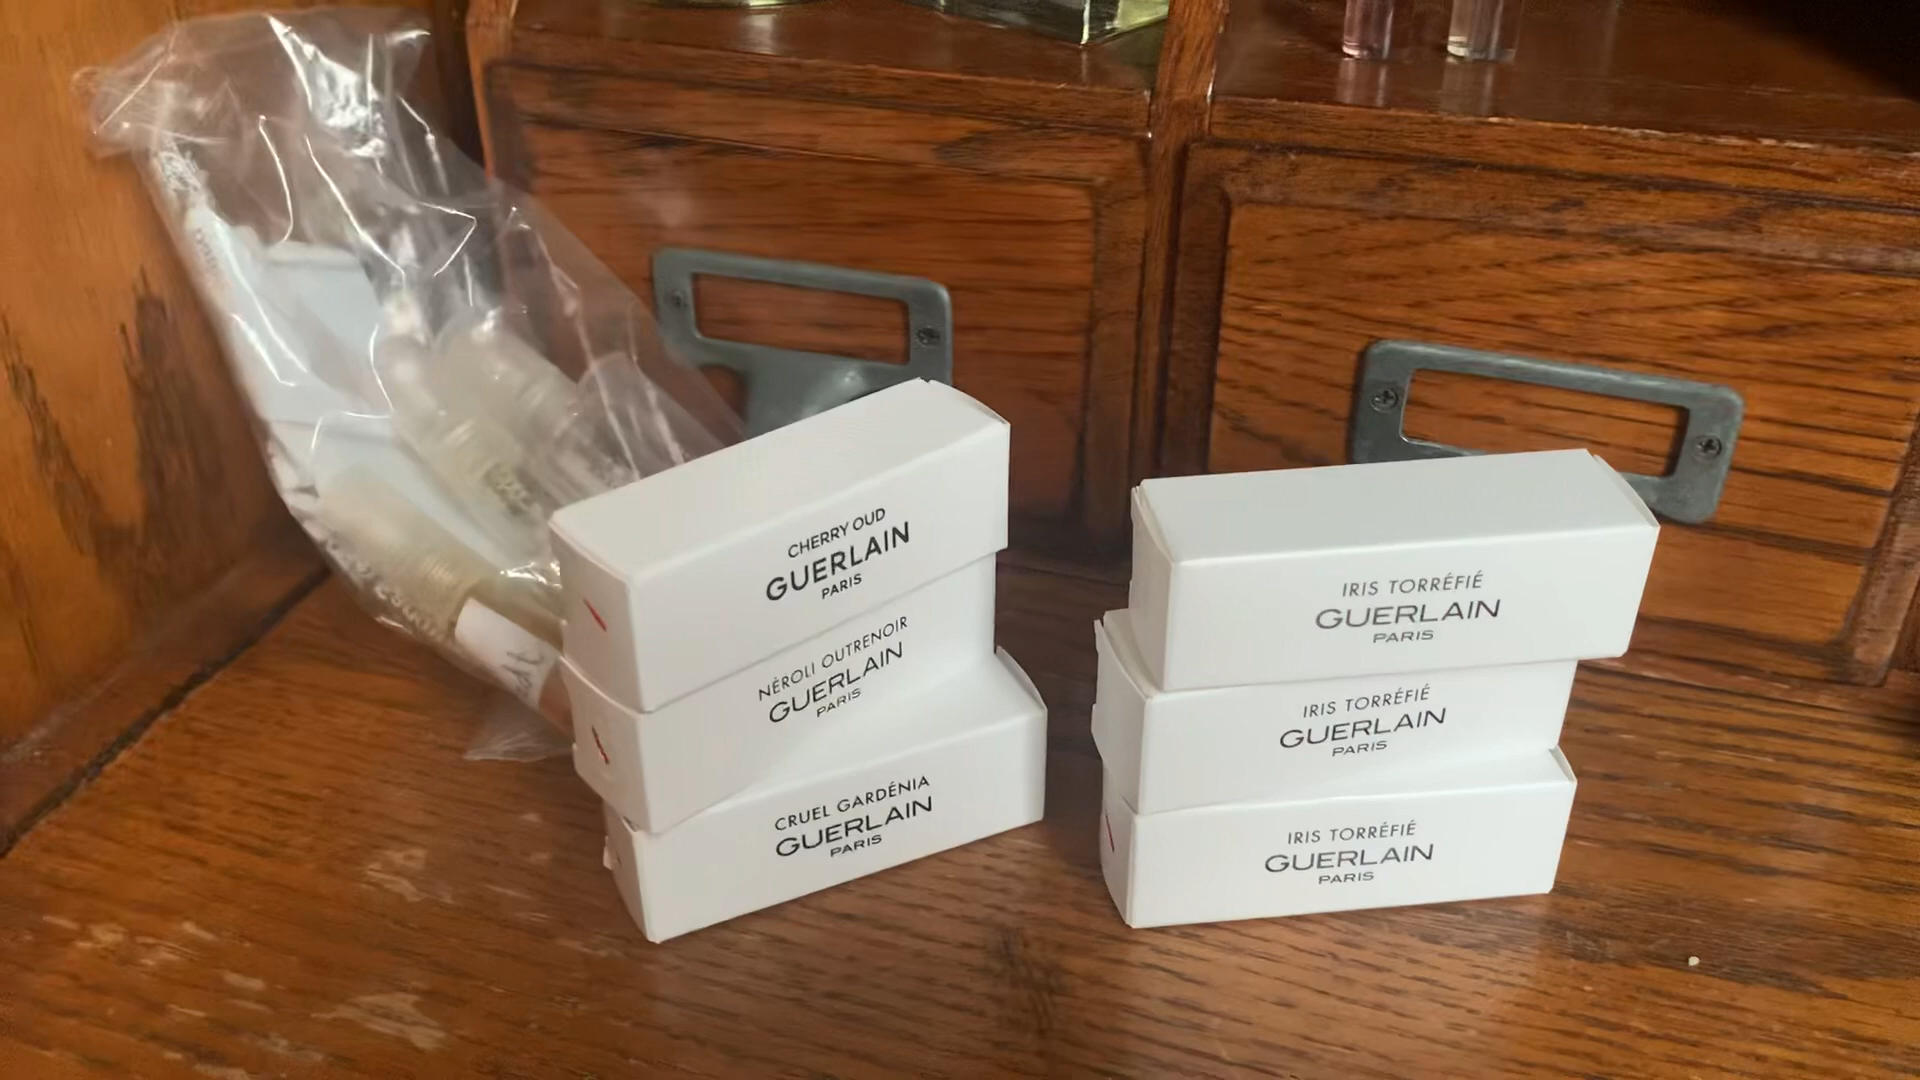 CHERRY OUD
GUERLAIN
PARIS
NÉROLI OUTRENOIR
GUERLAIN
PARIS
CRUEL GARDÉNIA
GUERLAIN
PARIS
IRIS TORRÉFIÉ
GUERLAIN
PARIS
IRIS TORRÉFIÉ
GUERLAIN
PARIS
IRIS TORRÉFIÉ
GUERLAIN
PARIS